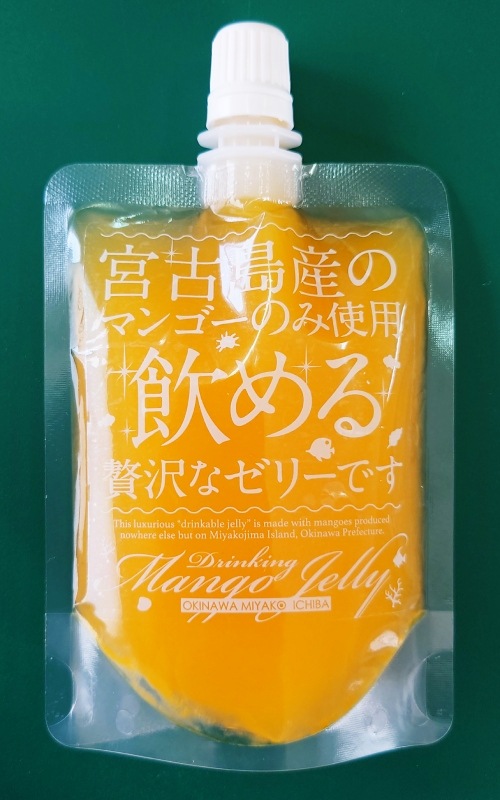 宮古島産の
マンゴーのみ使用
飲める
贅沢なゼリーです
This luxurious "drinkable jelly" is made with mangoes produced
nowhere else but on Miyakojima Island, Okinawa Prefecture.
Drinking
Mango Jelly
OKINAWA MIYAKO ICHIBA